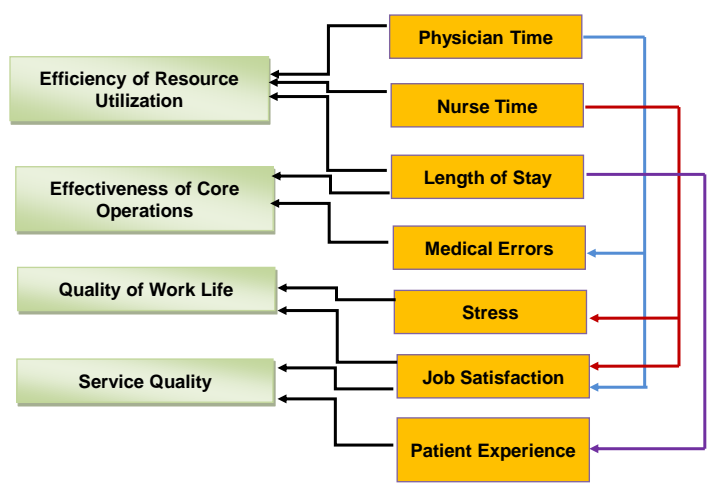 Physician Time
Efficiency of Resource
Utilization
Nurse Time
Length of Stay
Effectiveness of Core
Operations
Medical Errors
Quality of Work Life
Stress
Service Quality
Job Satisfaction
Patient Experience